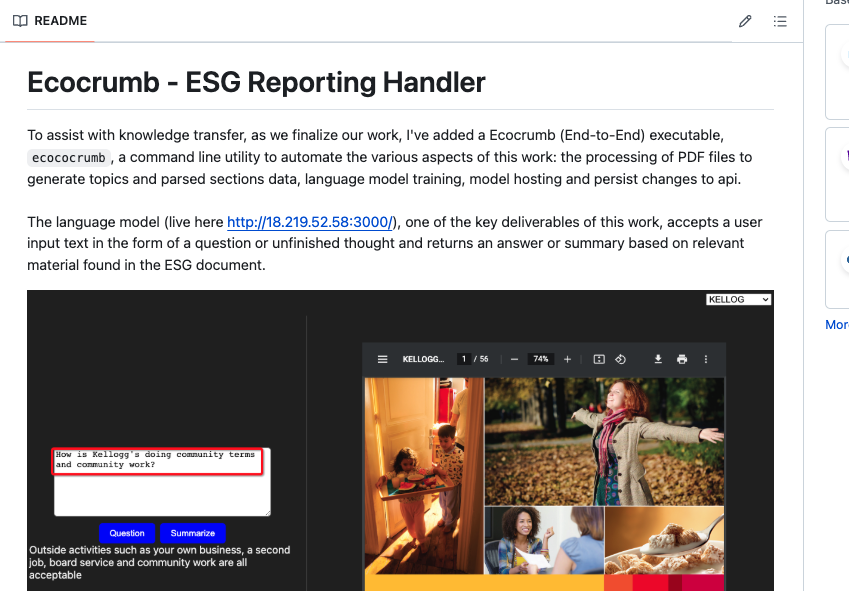 Base
README
Ecocrumb - ESG Reporting Handler
To assist with knowledge transfer, as we finalize our work, I've added a Ecocrumb (End-to-End) executable,
ecococrumb, a command line utility to automate the various aspects of this work: the processing of PDF files to
generate topics and parsed sections data, language model training, model hosting and persist changes to api.
The language model (live here http://18.219.52.58:3000/), one of the key deliverables of this work, accepts a user
input text in the form of a question or unfinished thought and returns an answer or summary based on relevant
material found in the ESG document.
KELLOG
KELLOGG... 1 / 56 74%
How is Kellogg's doing community terms
and community work?
Question Summarize
Outside activities such as your own business, a second
job, board service and community work are all
acceptable
More